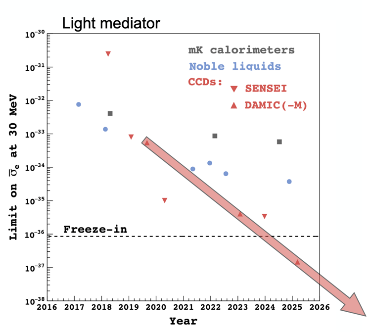 Light mediator
10⁻³⁰
10⁻³¹
10⁻³²
10⁻³³
10⁻³⁴
10⁻³⁵
10⁻³⁶
10⁻³⁷
10⁻³⁸
Limit on σ̅ₑ at 30 MeV
mK calorimeters
Noble liquids
CCDs:
SENSEI
DAMIC(-M)
Freeze-in
2016 2017 2018 2019 2020 2021 2022 2023 2024 2025 2026
Year